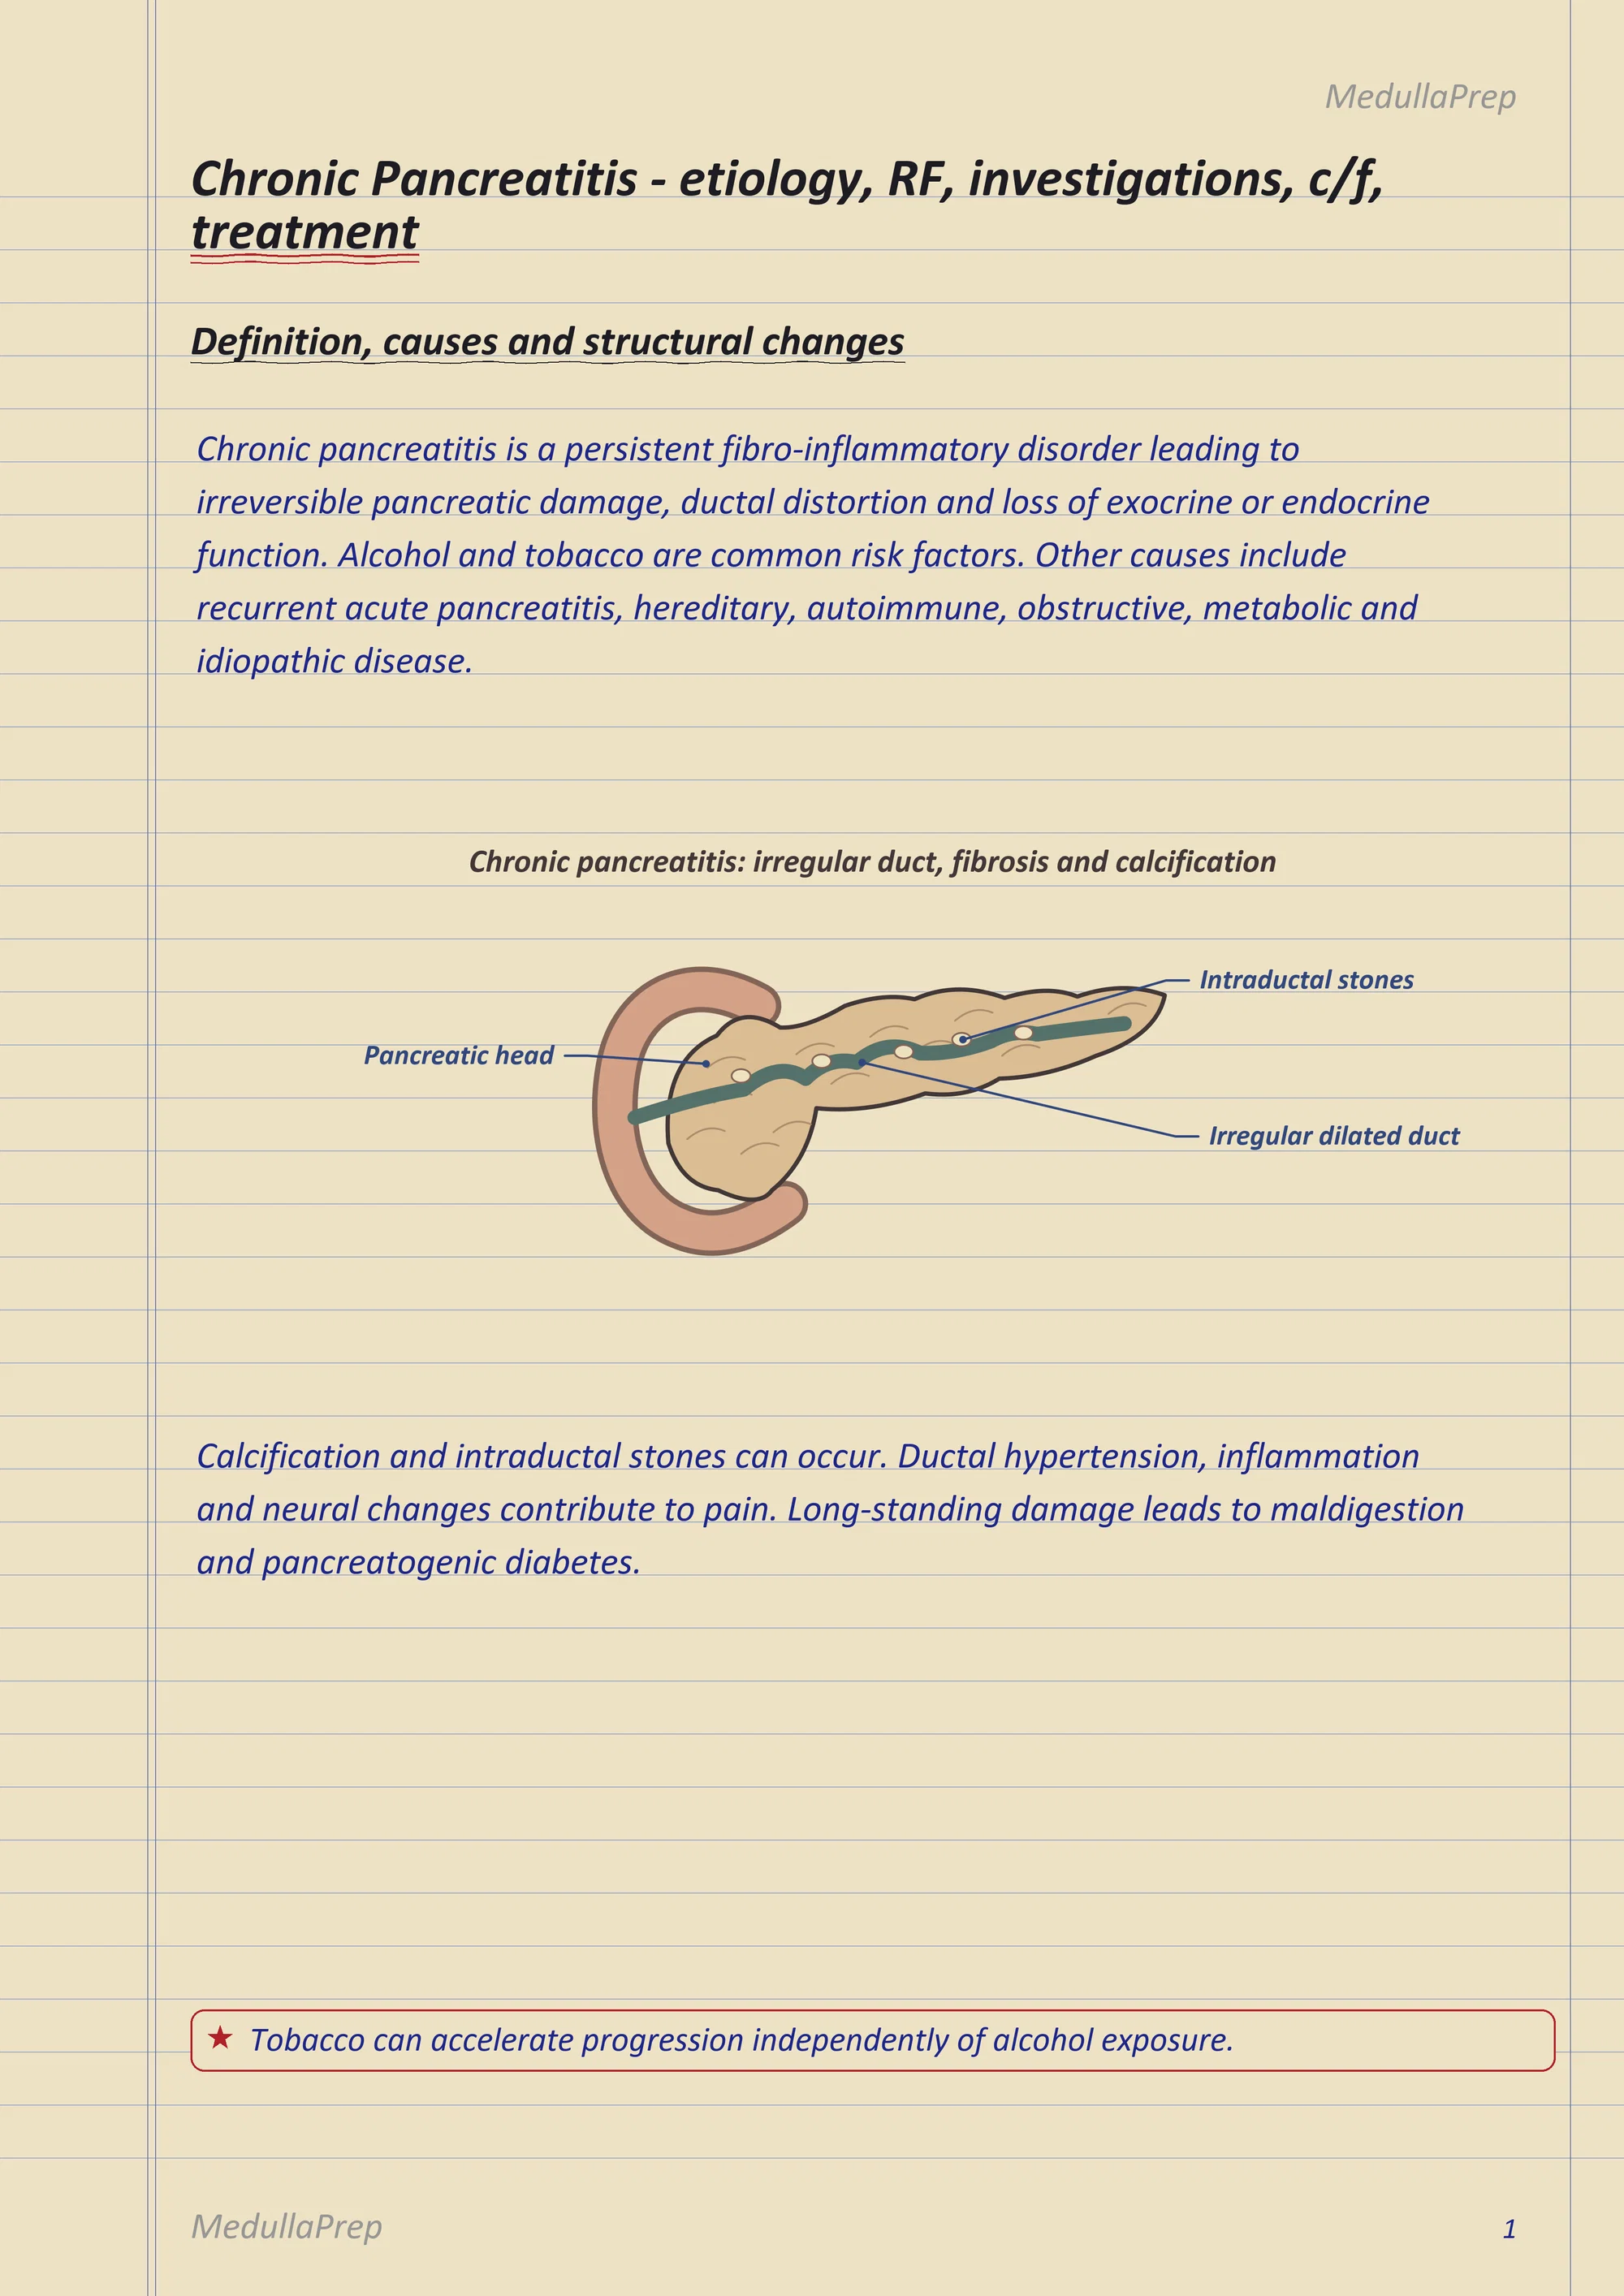 MedullaPrep
Chronic Pancreatitis - etiology, RF, investigations, c/f,
treatment
Definition, causes and structural changes
Chronic pancreatitis is a persistent fibro-inflammatory disorder leading to
irreversible pancreatic damage, ductal distortion and loss of exocrine or endocrine
function. Alcohol and tobacco are common risk factors. Other causes include
recurrent acute pancreatitis, hereditary, autoimmune, obstructive, metabolic and
idiopathic disease.
Chronic pancreatitis: irregular duct, fibrosis and calcification
Intraductal stones
Pancreatic head
Irregular dilated duct
Calcification and intraductal stones can occur. Ductal hypertension, inflammation
and neural changes contribute to pain. Long-standing damage leads to maldigestion
and pancreatogenic diabetes.
★ Tobacco can accelerate progression independently of alcohol exposure.
MedullaPrep
1